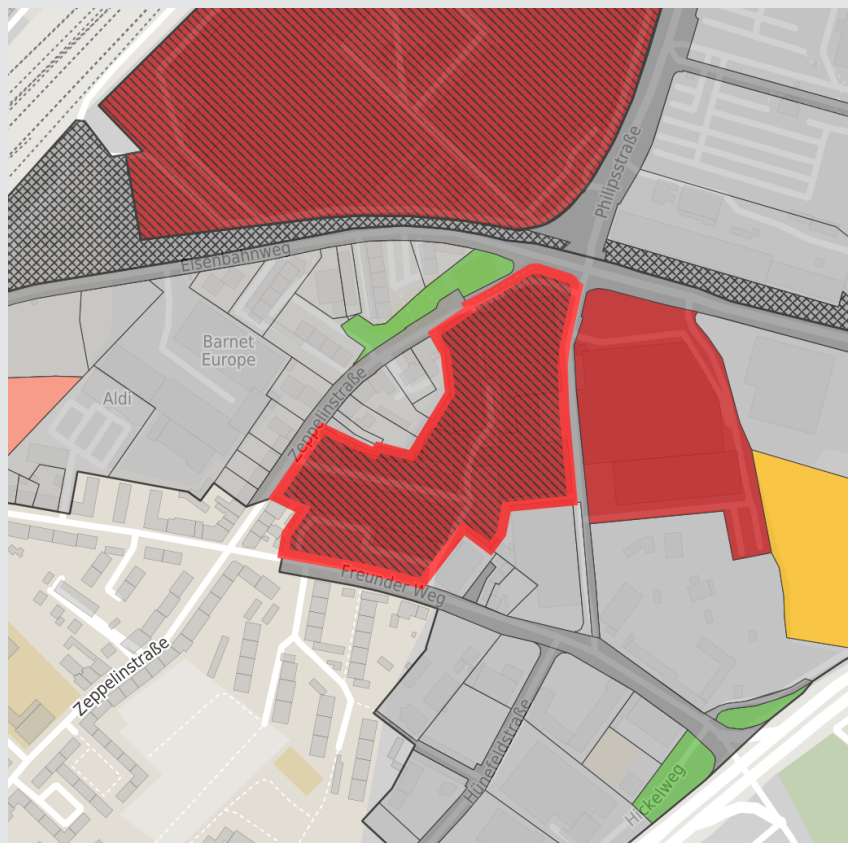 Philipsstraße
Eisenbahnweg
Barnet
Europe
Aldi
Zeppelinstraße
Freunder Weg
Zeppelinstraße
Hünefeldstraße
Hickelweg